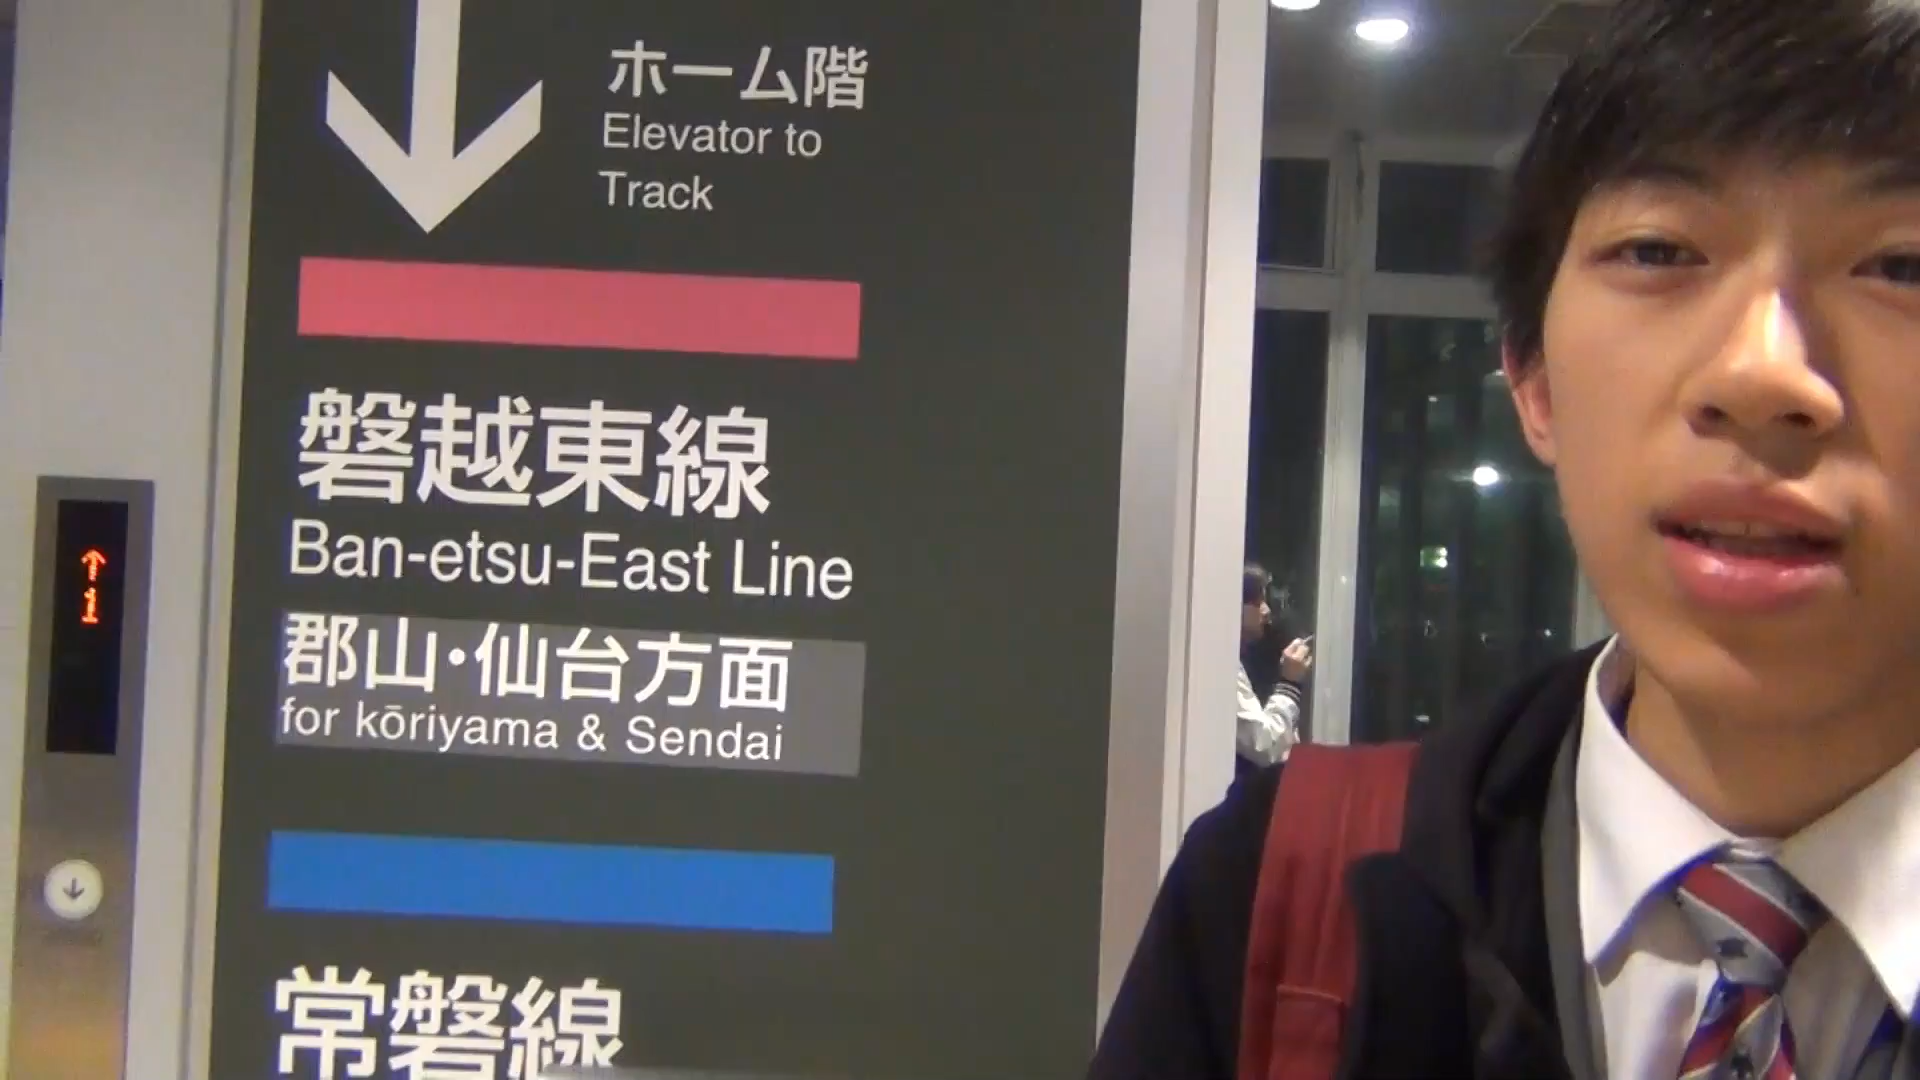 ホーム階
Elevator to
Track
磐越東線
Ban-etsu-East Line
郡山・仙台方面
for kōriyama & Sendai
常磐線
↑
1